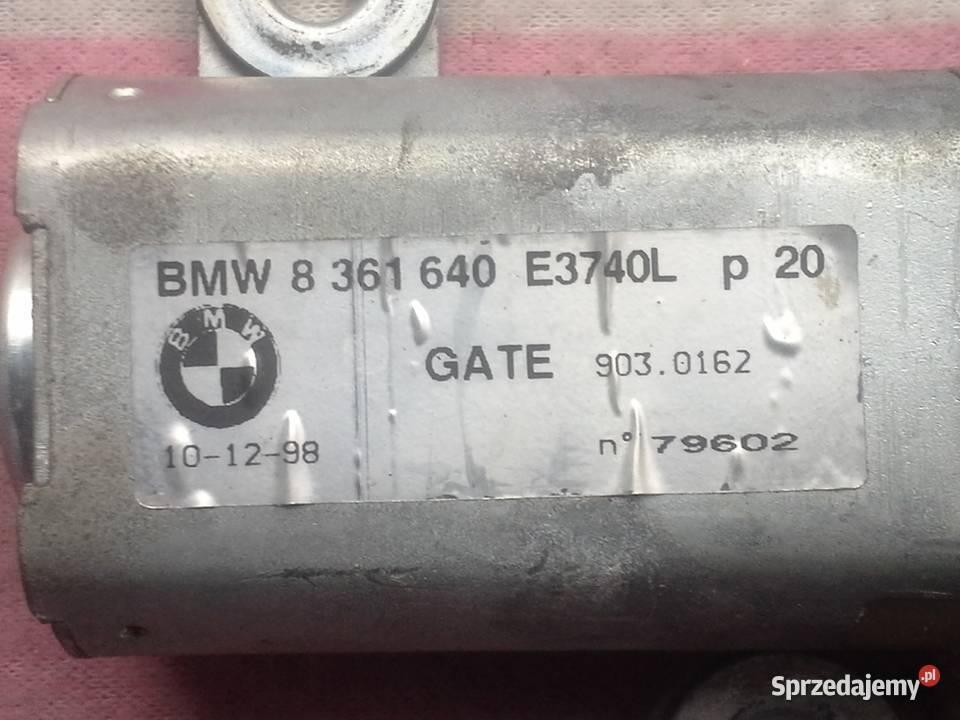 BMW 8 361 640 E3740L p 20
BMW
GATE 903.0162
10-12-98 n° 79602
Sprzedajemy.pl